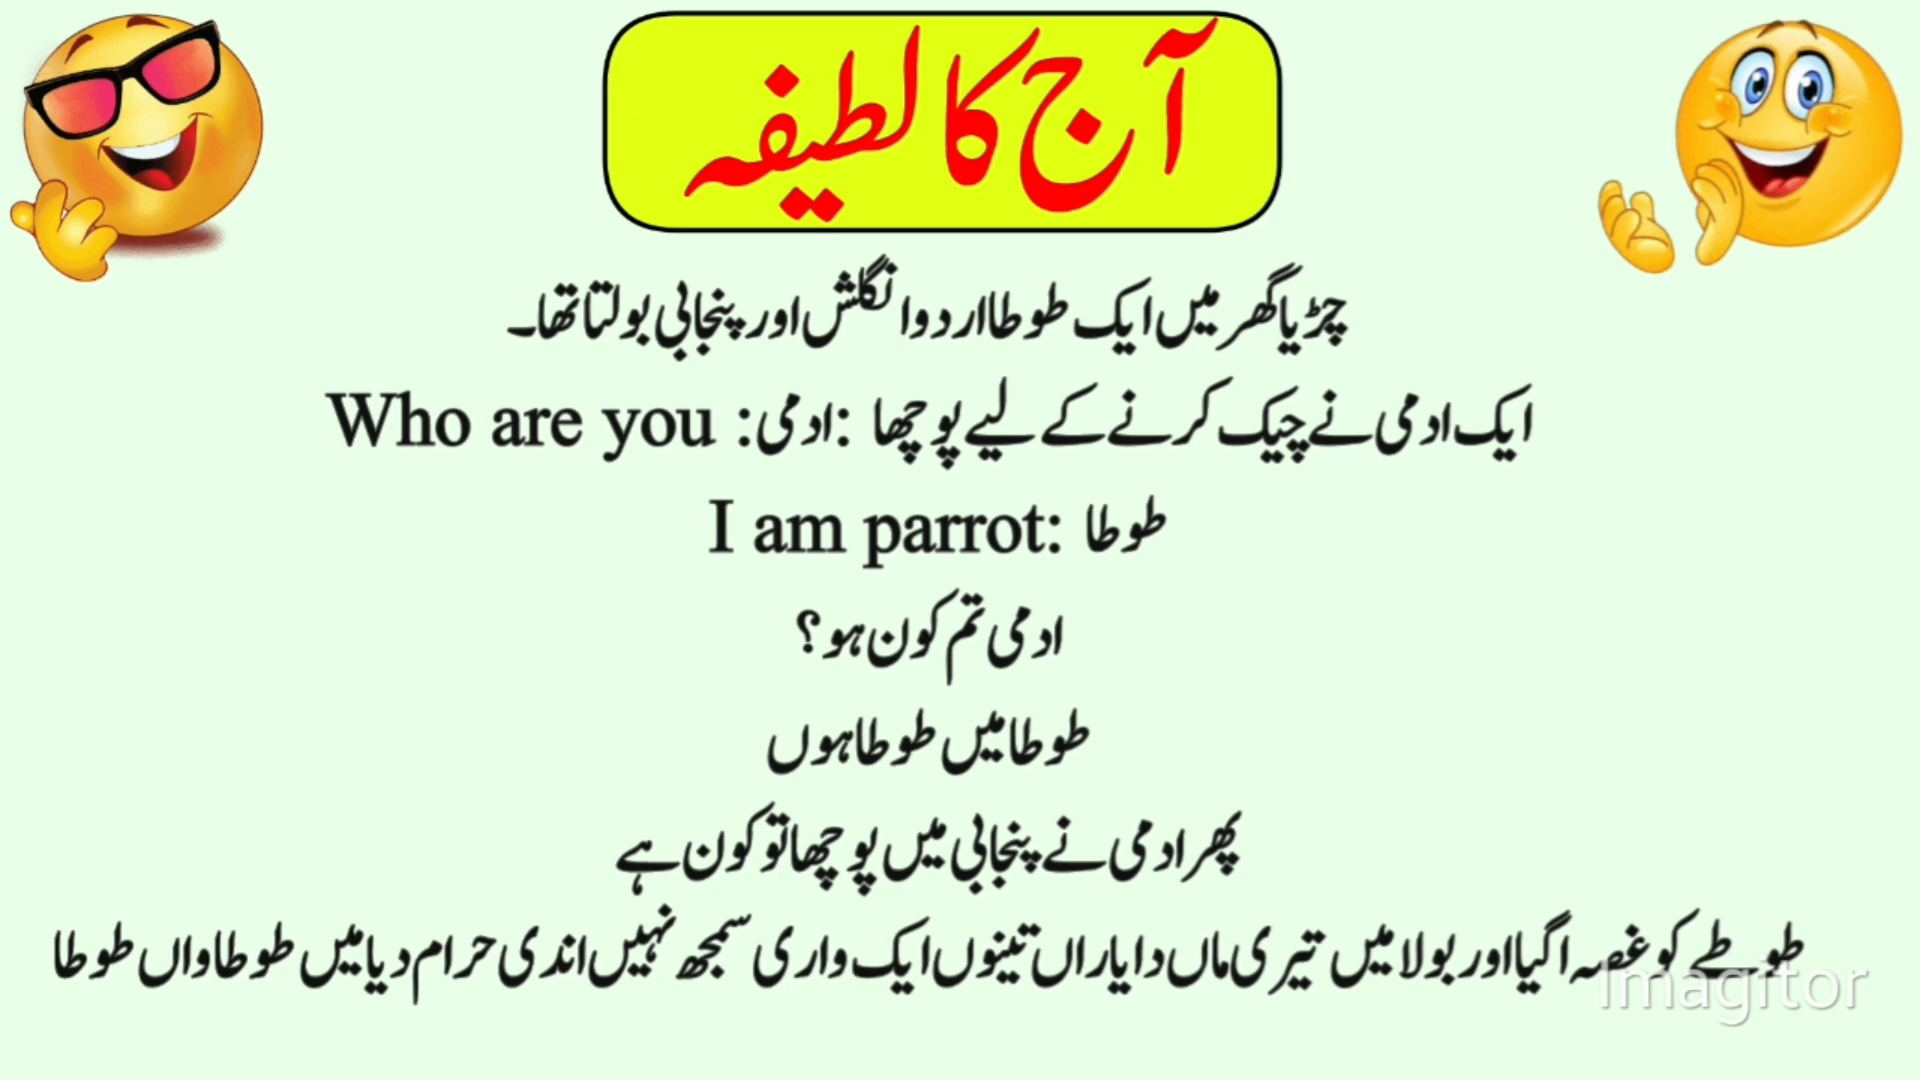 آج کا لطیفہ
چڑیا گھر میں ایک طوطا اردو انگلش اور پنجابی بولتا تھا۔
ایک ادمی نے چیک کرنے کے لیے پوچھا :ادمی: Who are you
طوطا :I am parrot
ادمی تم کون ہو؟
طوطا میں طوطا ہوں
پھر ادمی نے پنجابی میں پوچھا تو کون ہے
طوطے کو غصہ اگیا اور بولا میں تیری ماں دا یار اں تینوں ایک واری سمجھ نہیں اندی حرام دیا میں طوطا واں طوطا
Imagitor